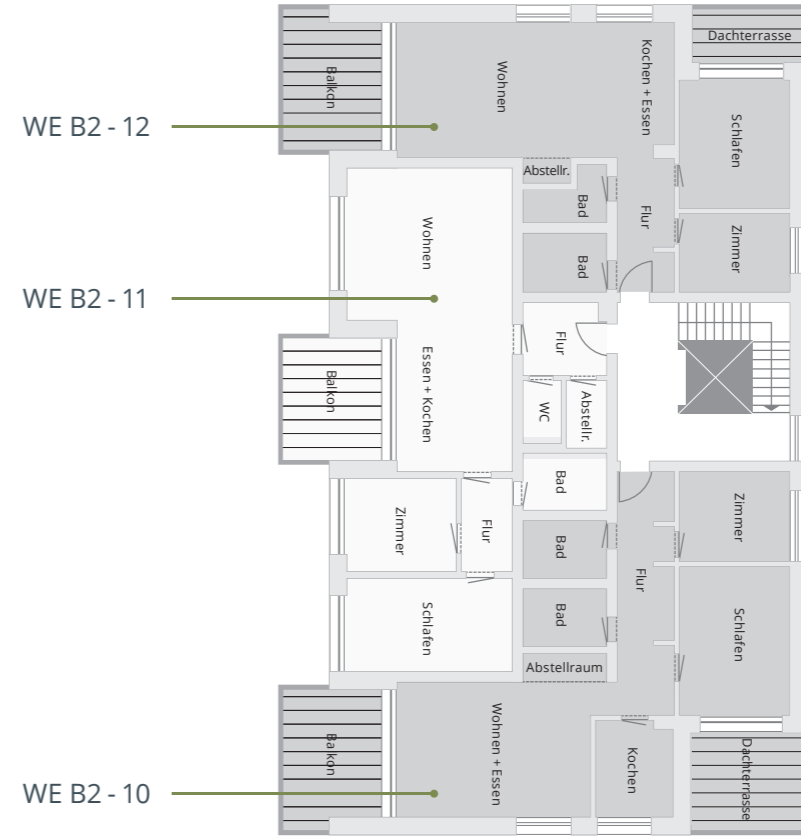 Dachterrasse
Balkon
Wohnen
Kochen + Essen
WE B2 - 12
Schlafen
Abstellr.
Bad
Flur
Zimmer
Wohnen
Bad
WE B2 - 11
Flur
Essen + Kochen
Balkon
WC
Abstellr.
Bad
Zimmer
Flur
Zimmer
Bad
Flur
Schlafen
Bad
Schlafen
Abstellraum
Balkon
Wohnen + Essen
Kochen
Dachterrasse
WE B2 - 10